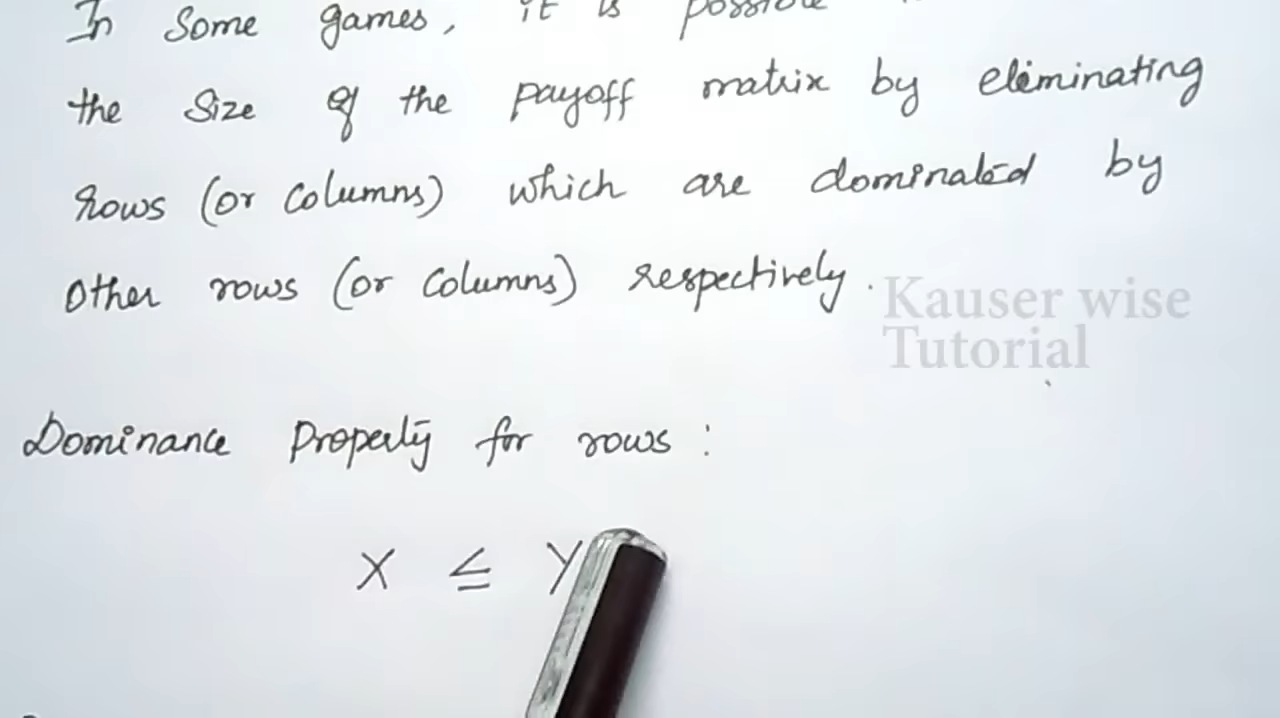 In Some games, it is possible
the Size of the payoff matrix by eliminating
rows (or Columns) which are dominated by
Other rows (or Columns) respectively.
Kauser wise
Tutorial
Dominance Property for rows :
X ≤ Y